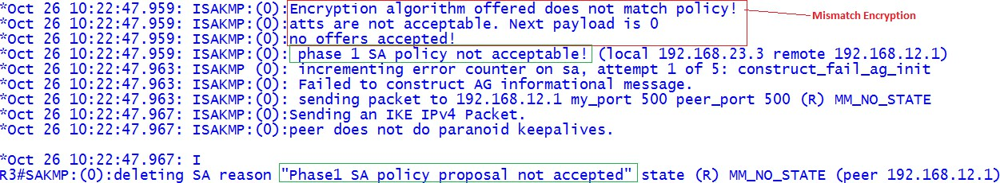 *Oct 26 10:22:47.959: ISAKMP:(0):Encryption algorithm offered does not match policy!
Mismatch Encryption
*Oct 26 10:22:47.959: ISAKMP:(0):atts are not acceptable. Next payload is 0
*Oct 26 10:22:47.959: ISAKMP:(0):no offers accepted!
*Oct 26 10:22:47.959: ISAKMP:(0): phase 1 SA policy not acceptable! (local 192.168.23.3 remote 192.168.12.1)
*Oct 26 10:22:47.963: ISAKMP (0): incrementing error counter on sa, attempt 1 of 5: construct_fail_ag_init
*Oct 26 10:22:47.963: ISAKMP:(0): Failed to construct AG informational message.
*Oct 26 10:22:47.963: ISAKMP:(0): sending packet to 192.168.12.1 my_port 500 peer_port 500 (R) MM_NO_STATE
*Oct 26 10:22:47.967: ISAKMP:(0):Sending an IKE IPv4 Packet.
*Oct 26 10:22:47.967: ISAKMP:(0):peer does not do paranoid keepalives.
*Oct 26 10:22:47.967: I
R3#SAKMP:(0):deleting SA reason "Phase1 SA policy proposal not accepted" state (R) MM_NO_STATE (peer 192.168.12.1)